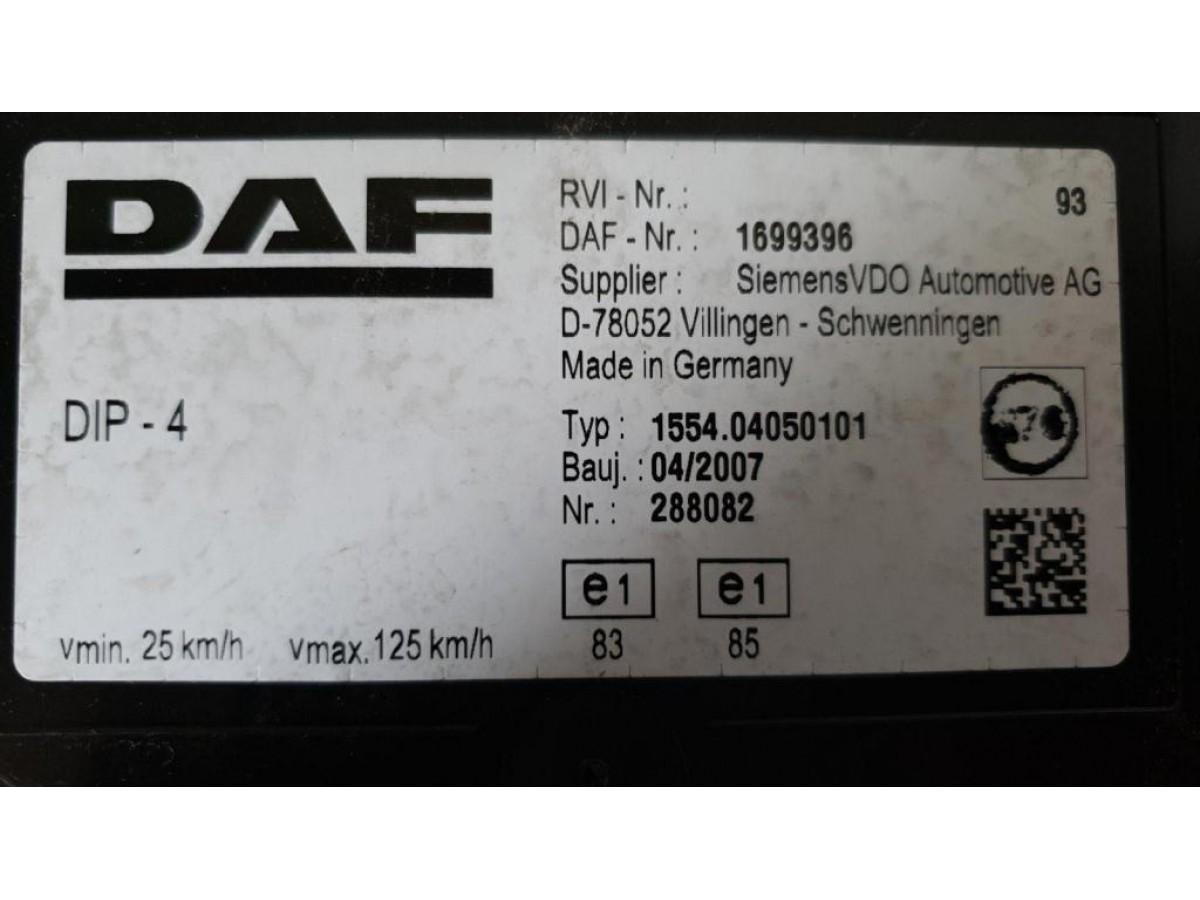 DAF
RVI - Nr. : 93
DAF - Nr. : 1699396
Supplier : SiemensVDO Automotive AG
D-78052 Villingen - Schwenningen
Made in Germany
DIP - 4
Typ : 1554.04050101
Bauj. : 04/2007
Nr. : 288082
e1 e1
vmin. 25 km/h vmax. 125 km/h 83 85